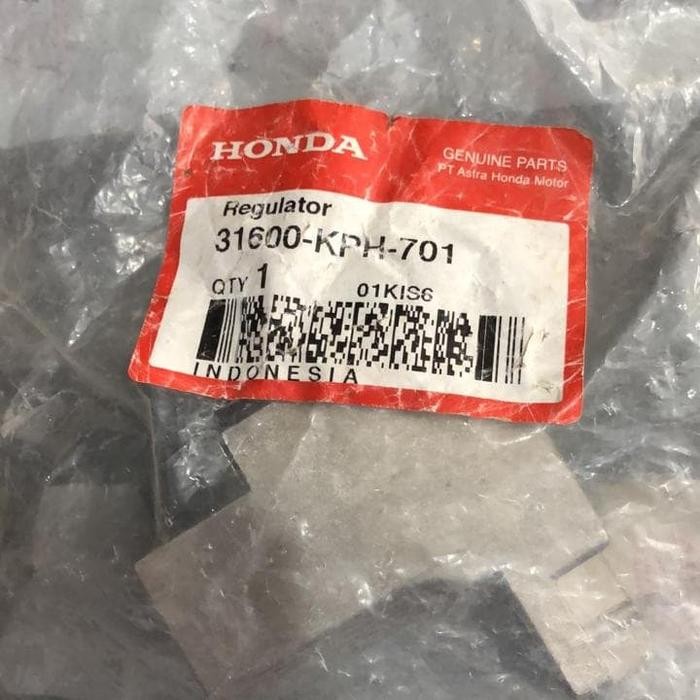 HONDA
GENUINE PARTS
PT Astra Honda Motor
Regulator
31600-KPH-701
QTY 1 01KIS6
INDONESIA